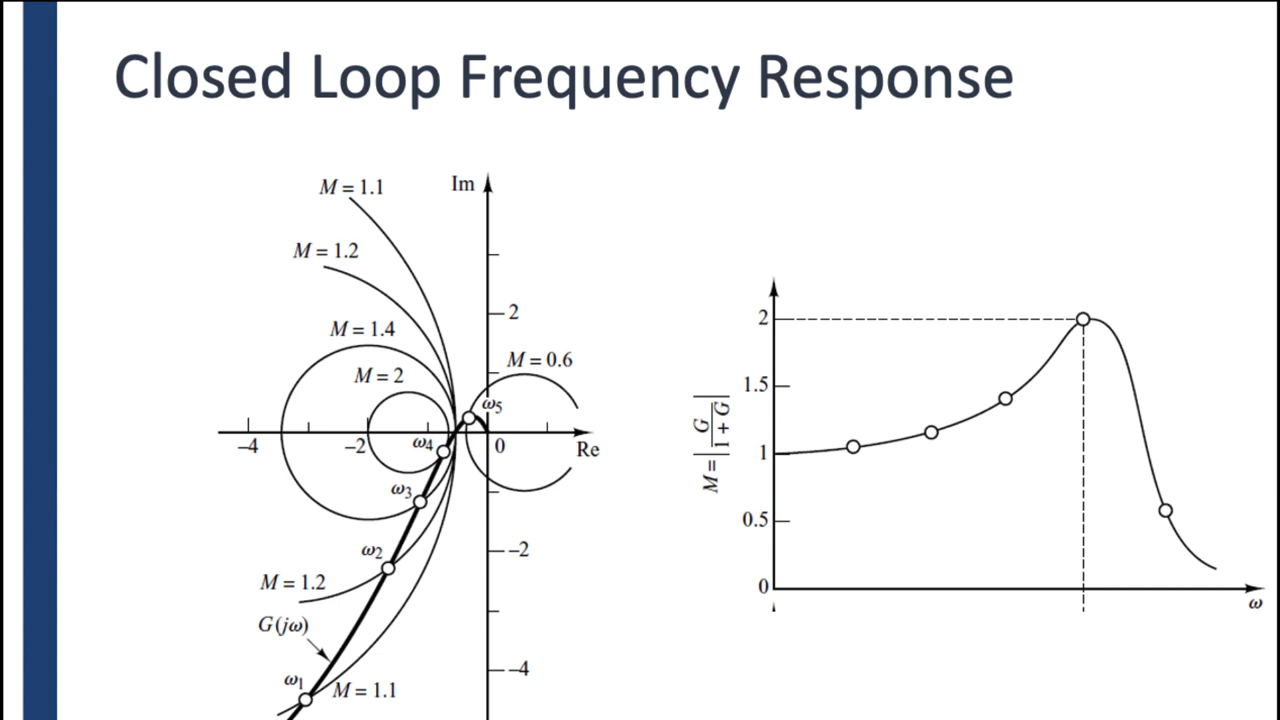 Closed Loop Frequency Response
M = 1.1
Im
M = 1.2
2
M = 1.4
M = 0.6
M = 2
ω5
−4
−2
ω4
0
Re
ω3
ω2
−2
M = 1.2
G(jω)
−4
ω1
M = 1.1
2
1.5
M = |G/(1 + G)|
1
0.5
0
ω